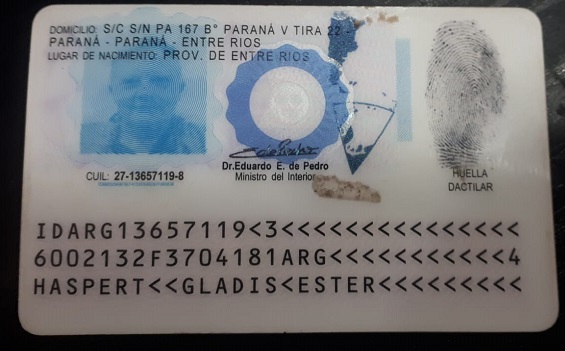 DOMICILIO: S/C S/N PA 167 B° PARANÁ V TIRA 22 -
PARANÁ - PARANÁ - ENTRE RIOS
LUGAR DE NACIMIENTO: PROV. DE ENTRE RIOS
CUIL: 27-13657119-8
Dr.Eduardo E. de Pedro
Ministro del Interior
HUELLA
DACTILAR
IDARG13657119<3<<<<<<<<<<<<<<<
6002132F3704181ARG<<<<<<<<<<<4
HASPERT<<GLADIS<ESTER<<<<<<<<<